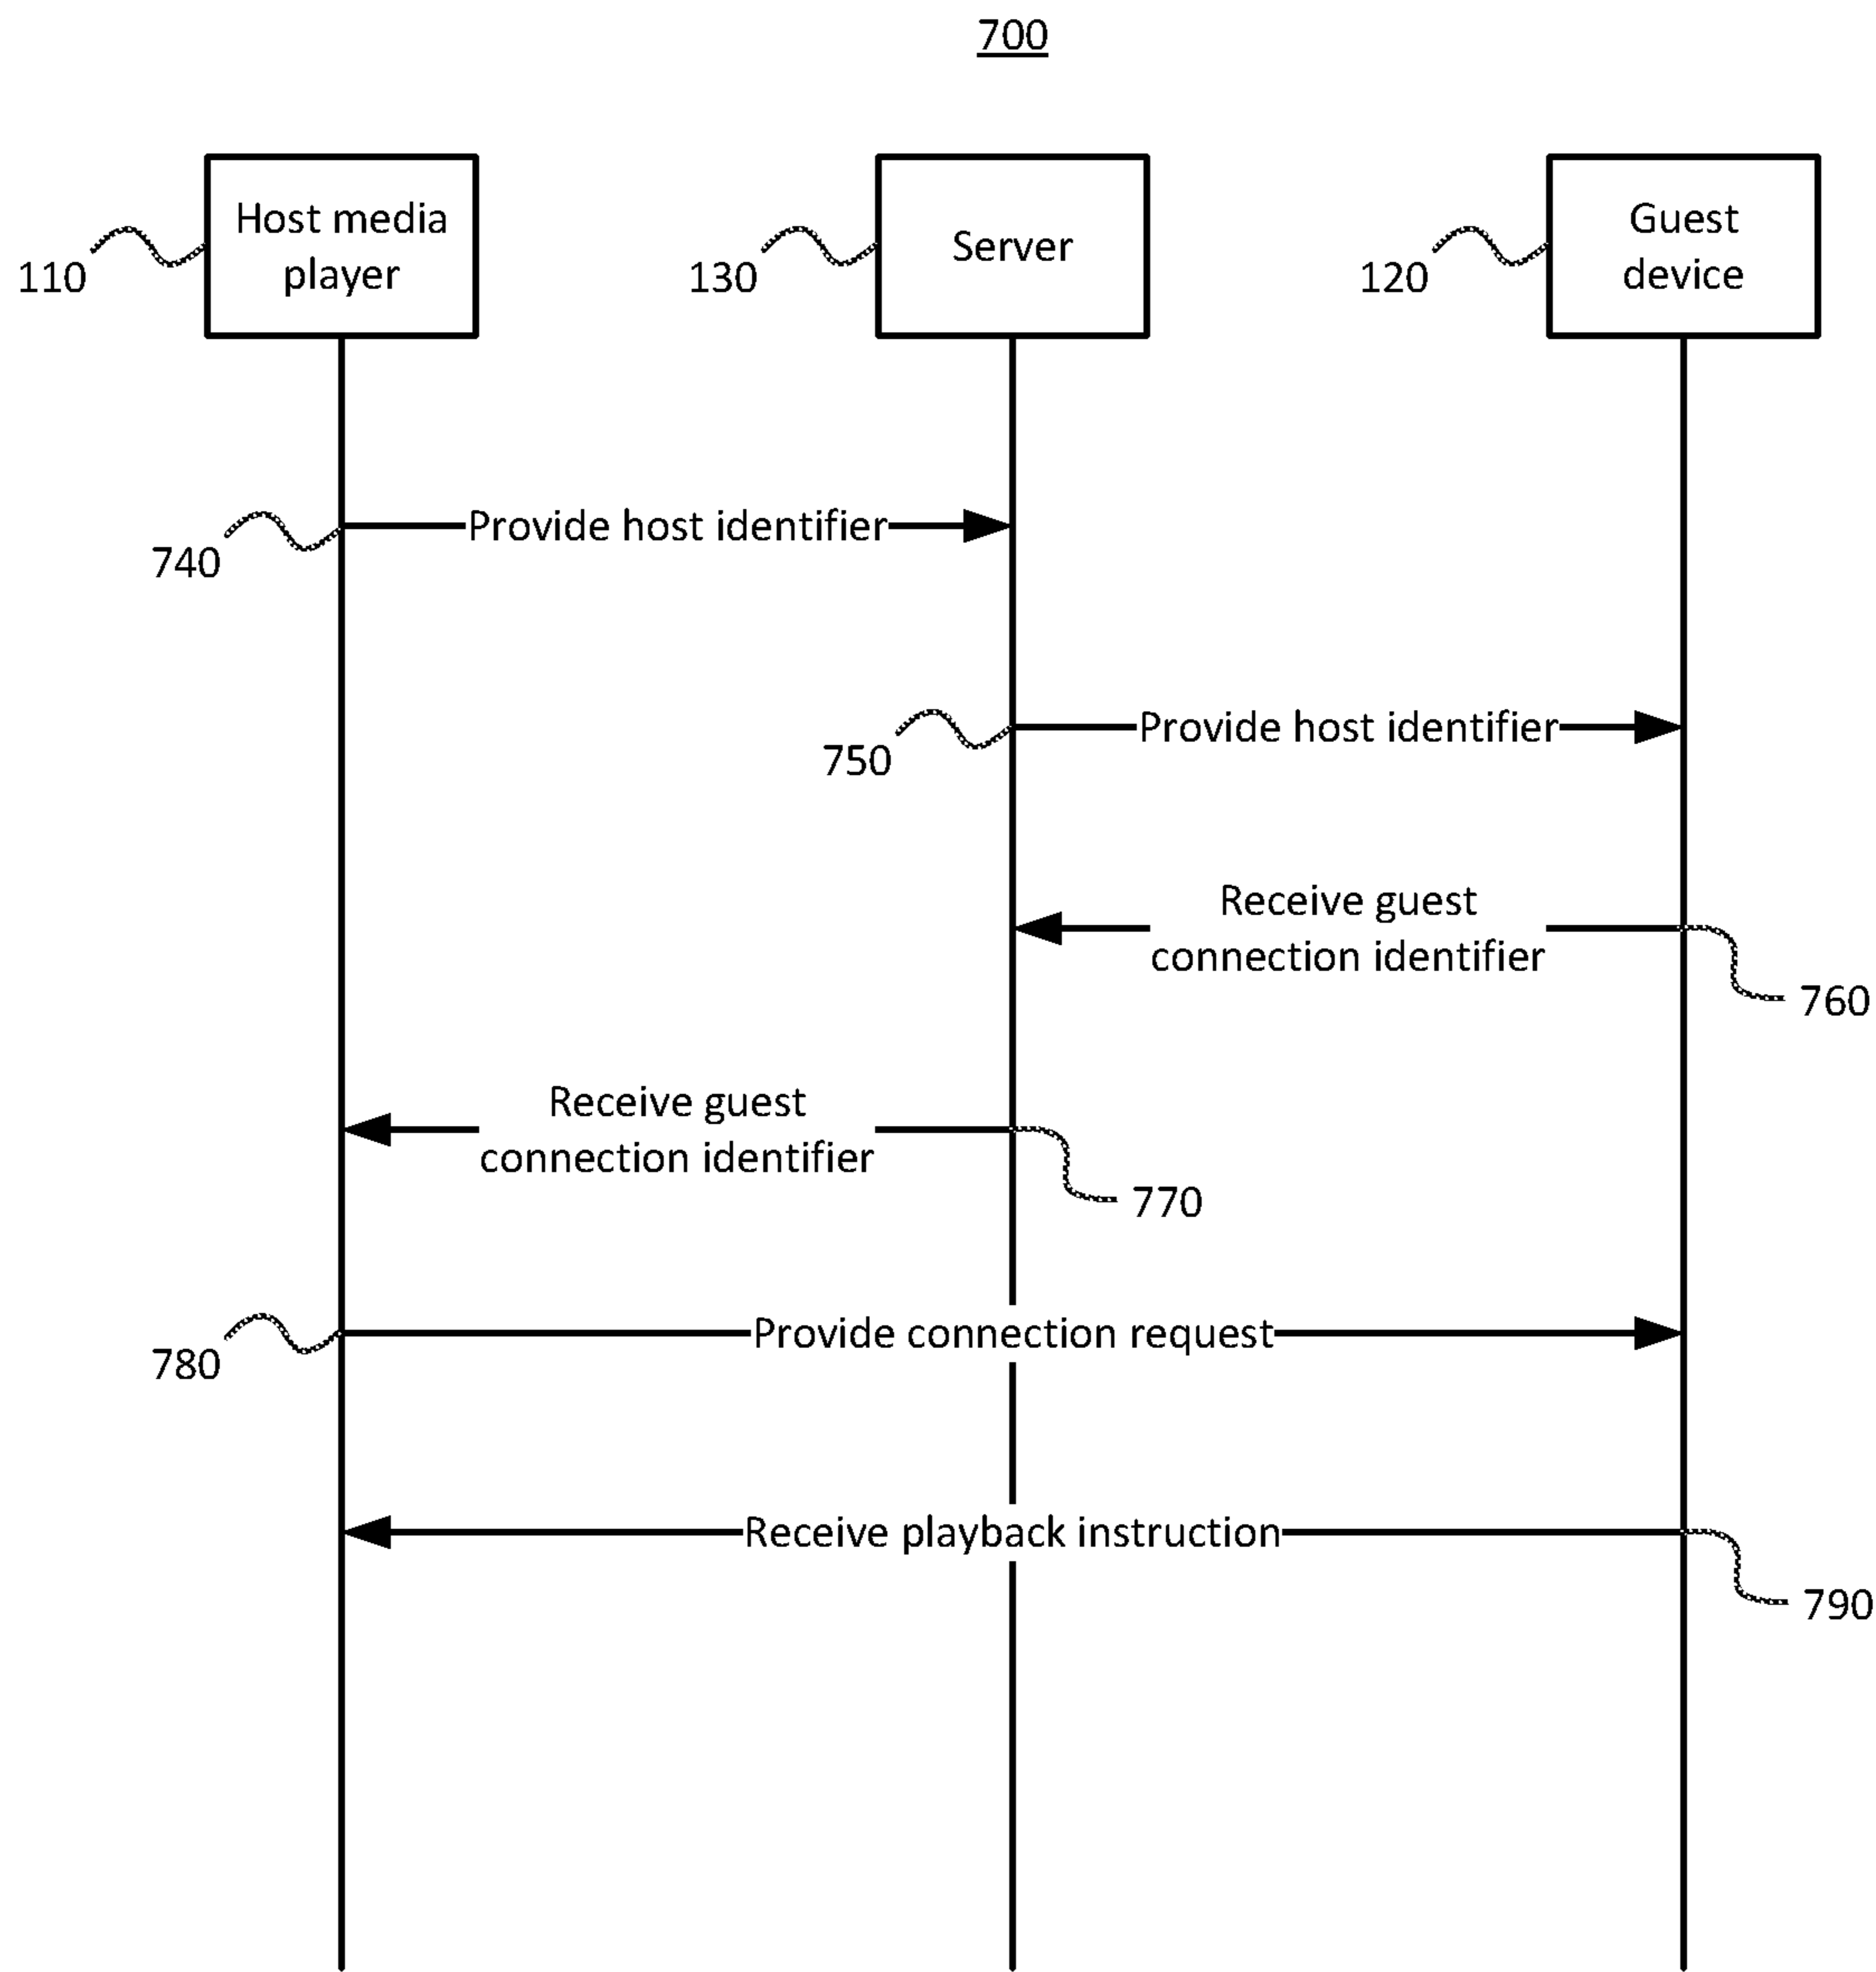 700
Host media
player
110
Server
130
Guest
device
120
Provide host identifier
740
Provide host identifier
750
Receive guest
connection identifier
760
Receive guest
connection identifier
770
Provide connection request
780
Receive playback instruction
790